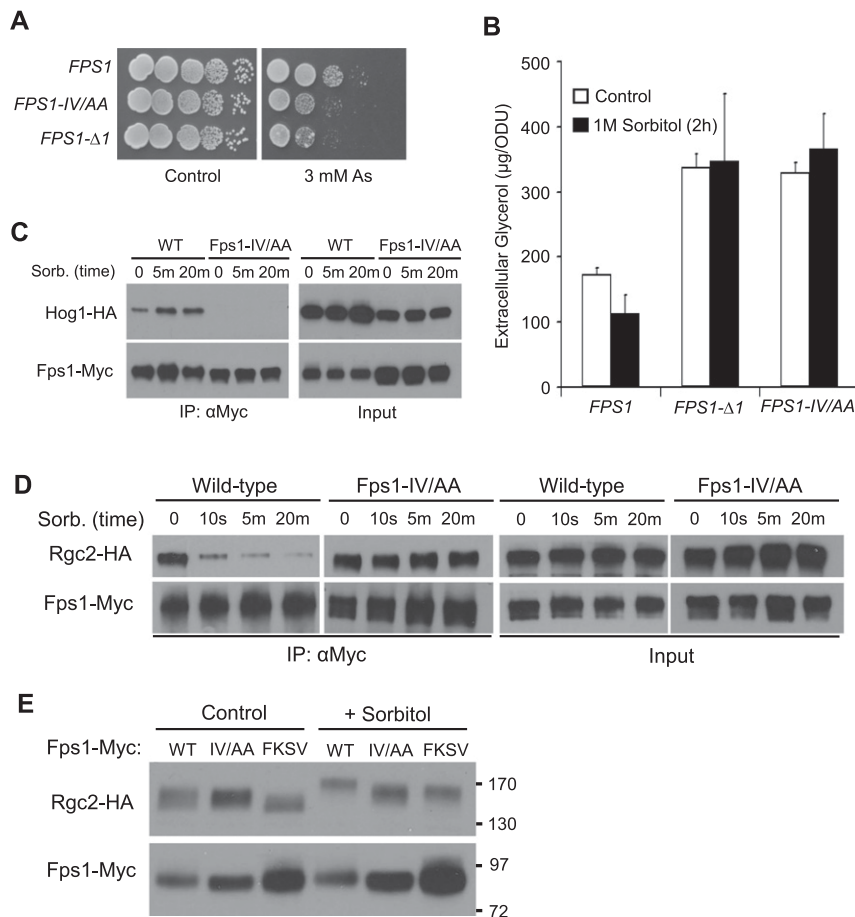 A
FPS1
FPS1-IV/AA
FPS1-Δ1
Control
3 mM As
B
Extracellular Glycerol (µg/ODU)
500
400
300
200
100
0
Control
1M Sorbitol (2h)
FPS1
FPS1-Δ1
FPS1-IV/AA
C
WT Fps1-IV/AA WT Fps1-IV/AA
Sorb. (time) 0 5m 20m 0 5m 20m 0 5m 20m 0 5m 20m
Hog1-HA
Fps1-Myc
IP: αMyc Input
D
Wild-type Fps1-IV/AA Wild-type Fps1-IV/AA
Sorb. (time) 0 10s 5m 20m 0 10s 5m 20m 0 10s 5m 20m 0 10s 5m 20m
Rgc2-HA
Fps1-Myc
IP: αMyc Input
E
Control + Sorbitol
Fps1-Myc: WT IV/AA FKSV WT IV/AA FKSV
Rgc2-HA
170
130
Fps1-Myc
97
72